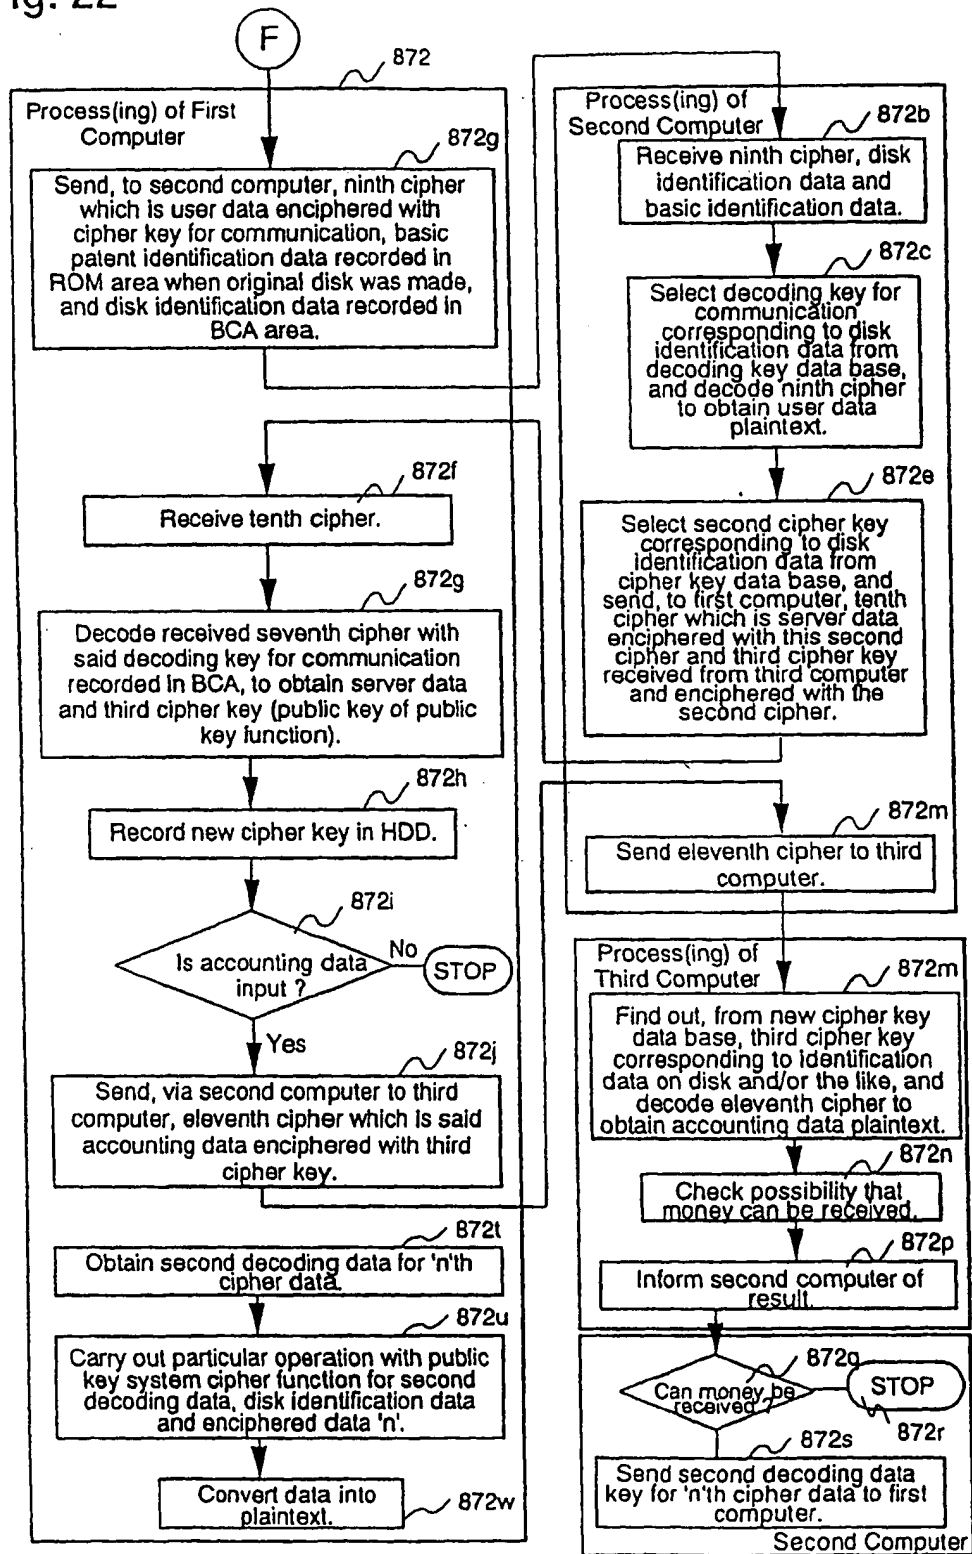 Fig. 22
F
872
Process(ing) of First
Computer
872g
Send, to second computer, ninth cipher
which is user data enciphered with
cipher key for communication, basic
patent identification data recorded in
ROM area when original disk was made,
and disk identification data recorded in
BCA area.
872f
Receive tenth cipher.
872g
Decode received seventh cipher with
said decoding key for communication
recorded in BCA, to obtain server data
and third cipher key (public key of public
key function).
872h
Record new cipher key in HDD.
872i
Is accounting data
input ?
No
STOP
Yes
872j
Send, via second computer to third
computer, eleventh cipher which is said
accounting data enciphered with third
cipher key.
872t
Obtain second decoding data for 'n'th
cipher data.
872u
Carry out particular operation with public
key system cipher function for second
decoding data, disk identification data
and enciphered data 'n'.
Convert data into
plaintext.
872w
Process(ing) of
Second Computer
872b
Receive ninth cipher, disk
identification data and
basic identification data.
872c
Select decoding key for
communication
corresponding to disk
identification data from
decoding key data base,
and decode ninth cipher
to obtain user data
plaintext.
872e
Select second cipher key
corresponding to disk
identification data from
cipher key data base, and
send, to first computer, tenth
cipher which is server data
enciphered with this second
cipher and third cipher key
received from third computer
and enciphered with the
second cipher.
872m
Send eleventh cipher to third
computer.
Process(ing) of
Third Computer
872m
Find out, from new cipher key
data base, third cipher key
corresponding to identification
data on disk and/or the like, and
decode eleventh cipher to
obtain accounting data plaintext.
872n
Check possibility that
money can be received.
872p
Inform second computer of
result.
872q
Can money be
received ?
STOP
872r
872s
Send second decoding data
key for 'n'th cipher data to first
computer.
Second Computer